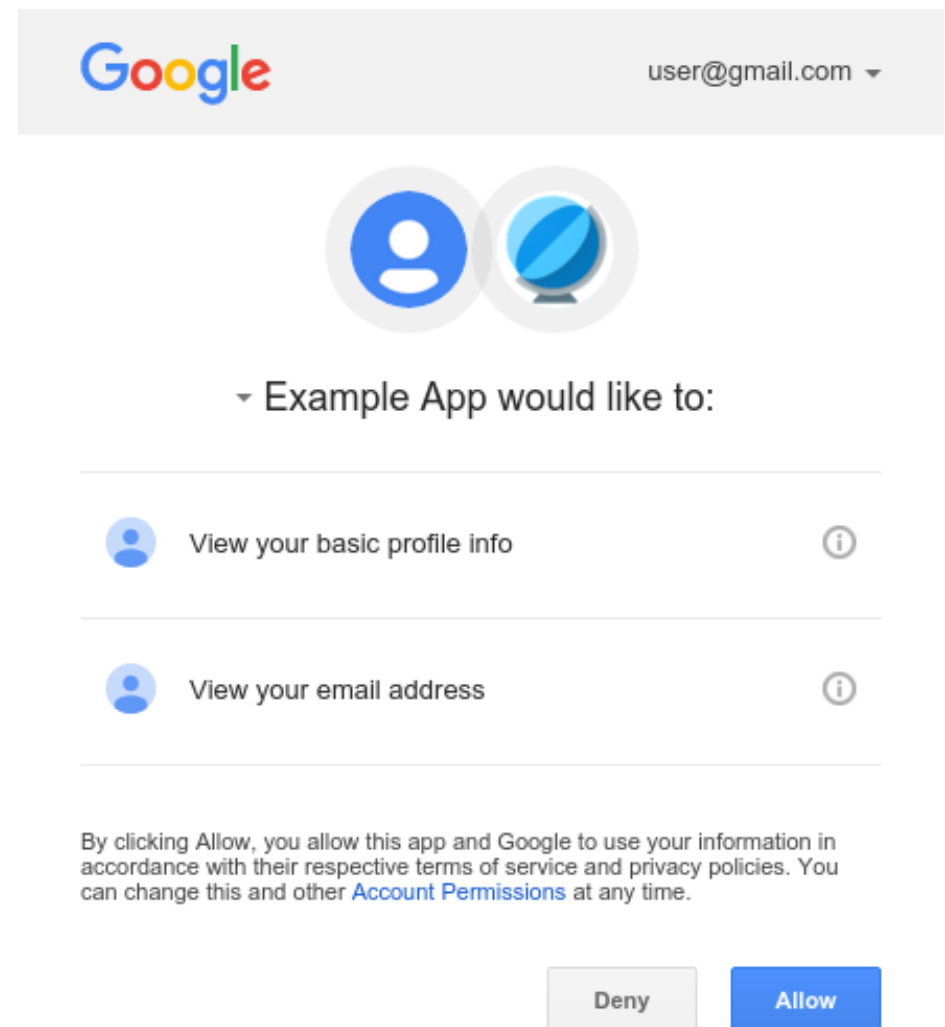 Google
user@gmail.com
Example App would like to:
View your basic profile info
View your email address
By clicking Allow, you allow this app and Google to use your information in
accordance with their respective terms of service and privacy policies. You
can change this and other Account Permissions at any time.
Deny
Allow